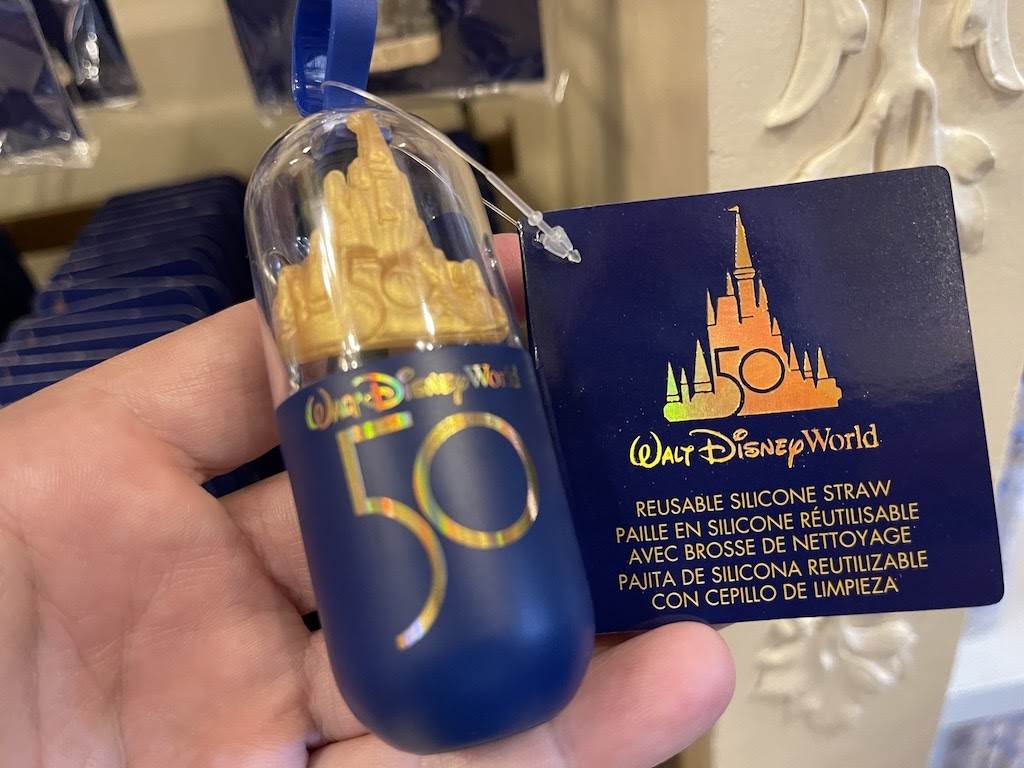 50
Walt Disney World
50
50
Walt Disney World
REUSABLE SILICONE STRAW
PAILLE EN SILICONE RÉUTILISABLE
AVEC BROSSE DE NETTOYAGE
PAJITA DE SILICONA REUTILIZABLE
CON CEPILLO DE LIMPIEZA